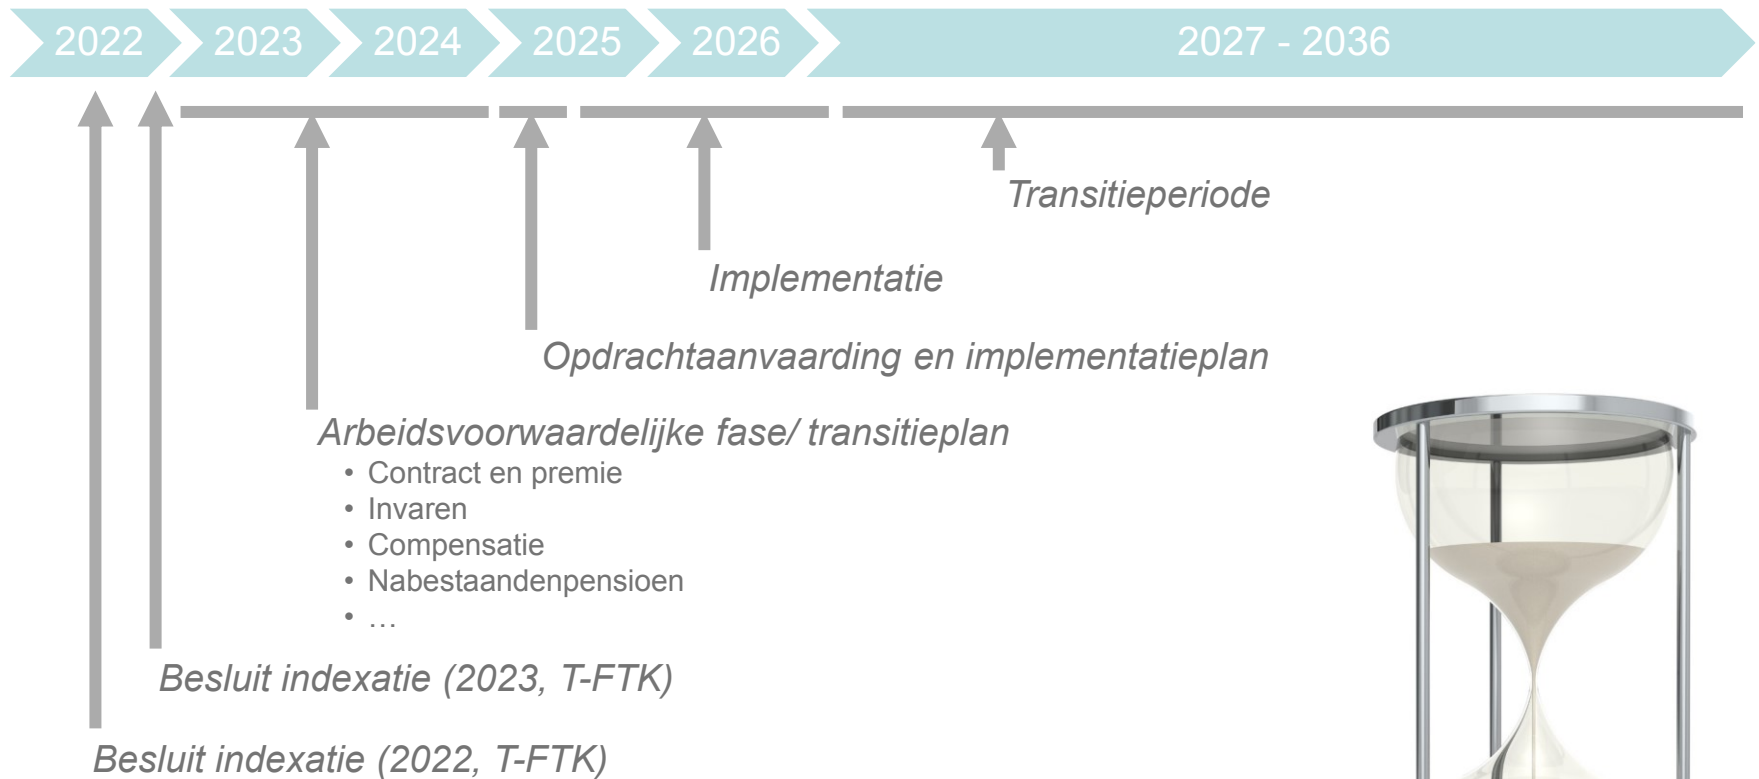 2022 2023 2024 2025 2026 2027 - 2036
Transitieperiode
Implementatie
Opdrachtaanvaarding en implementatieplan
Arbeidsvoorwaardelijke fase/ transitieplan
• Contract en premie
• Invaren
• Compensatie
• Nabestaandenpensioen
• …
Besluit indexatie (2023, T-FTK)
Besluit indexatie (2022, T-FTK)